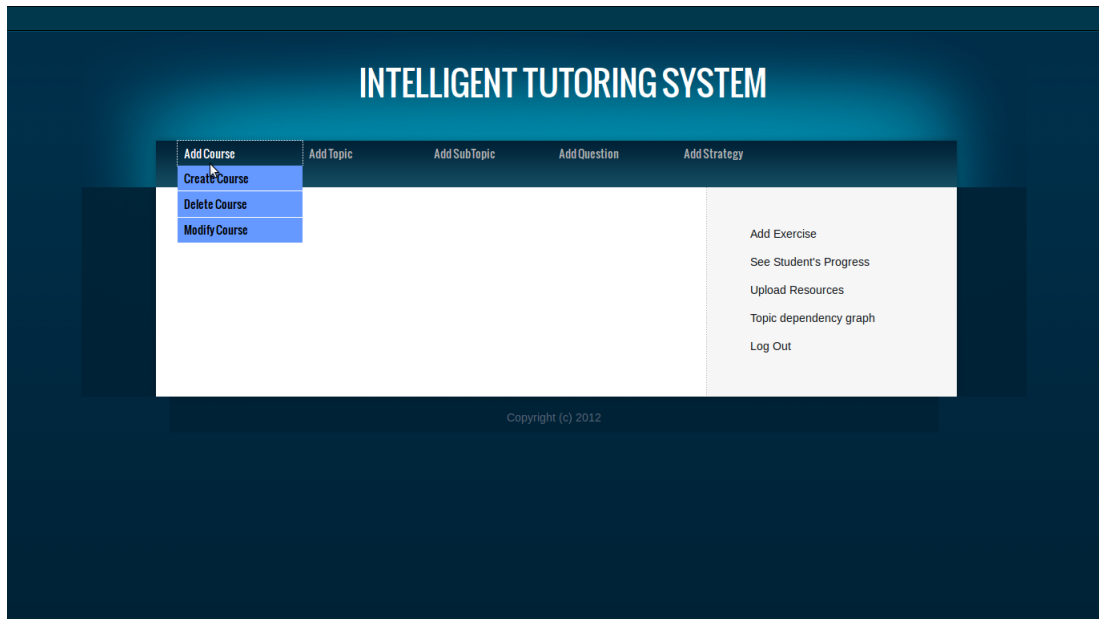 INTELLIGENT TUTORING SYSTEM
Add Course Add Topic Add SubTopic Add Question Add Strategy
Create Course
Delete Course
Modify Course
Add Exercise
See Student's Progress
Upload Resources
Topic dependency graph
Log Out
Copyright (c) 2012